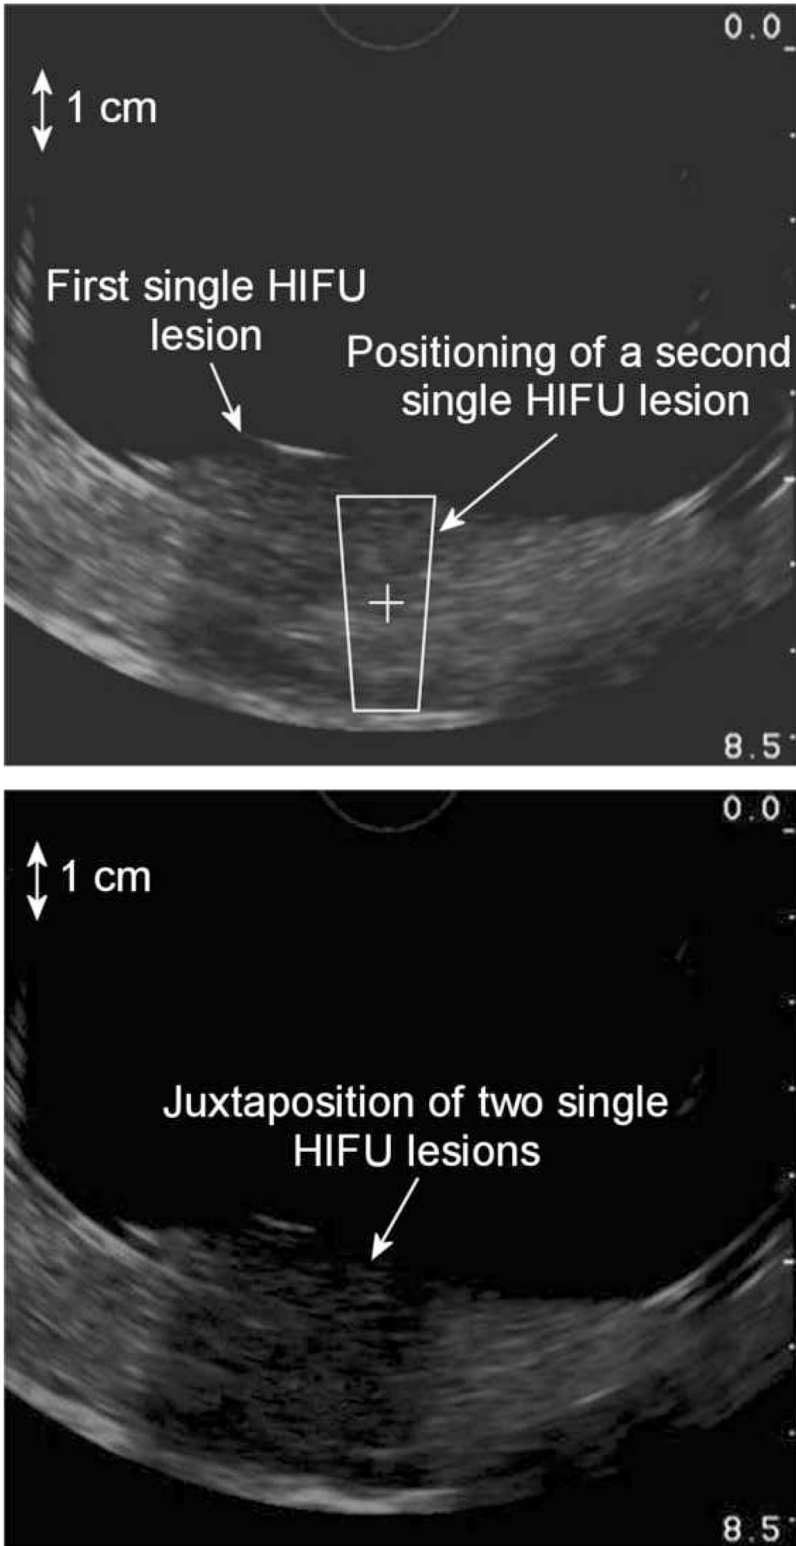 0.0
1 cm
First single HIFU
lesion
Positioning of a second
single HIFU lesion
8.5
0.0
1 cm
Juxtaposition of two single
HIFU lesions
8.5